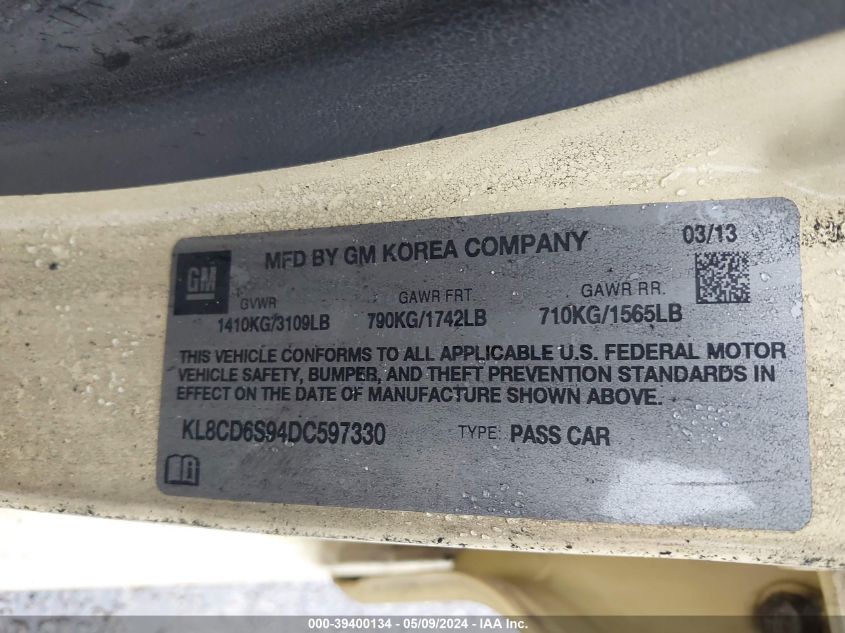 MFD BY GM KOREA COMPANY 03/13
GM
GVWR GAWR FRT. GAWR RR.
1410KG/3109LB 790KG/1742LB 710KG/1565LB
THIS VEHICLE CONFORMS TO ALL APPLICABLE U.S. FEDERAL MOTOR
VEHICLE SAFETY, BUMPER, AND THEFT PREVENTION STANDARDS IN
EFFECT ON THE DATE OF MANUFACTURE SHOWN ABOVE.
KL8CD6S94DC597330 TYPE: PASS CAR
000-39400134 - 05/09/2024 - IAA Inc.